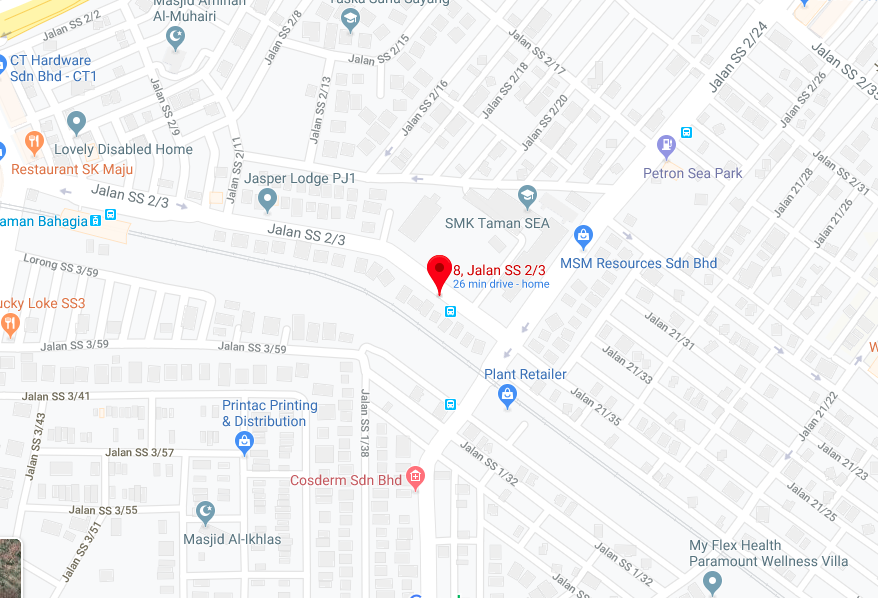 Masjid Aminah
Al-Muhairi
Taska Suria Sayang
Jalan SS 2/24
CT Hardware
Sdn Bhd - CT1
Jalan SS 2/2
Jalan SS 2/8
Jalan SS 2/15
Jalan SS 2/17
Jalan SS 2/18
Jalan SS 2/26
Jalan SS 2/9
Jalan SS 2/13
Jalan SS 2/16
Jalan SS 2/20
Jalan SS 2/11
Lovely Disabled Home
Restaurant SK Maju
Jasper Lodge PJ1
Petron Sea Park
Jalan SS 2/31
Jalan SS 2/3
Jalan 21/28
Jalan 21/26
SMK Taman SEA
aman Bahagia
Jalan SS 2/3
MSM Resources Sdn Bhd
8, Jalan SS 2/3
26 min drive - home
Lorong SS 3/59
ucky Loke SS3
Jalan SS 3/59
Jalan SS 3/59
Jalan 21/31
Jalan 21/33
Plant Retailer
Jalan 21/35
Jalan 21/22
Jalan SS 3/41
Printac Printing
& Distribution
Jalan SS 3/43
Jalan SS 1/38
Jalan SS 3/57
Cosderm Sdn Bhd
Jalan SS 1/32
Jalan 21/23
Jalan 21/25
Jalan SS 3/55
Masjid Al-Ikhlas
Jalan SS 3/51
My Flex Health
Paramount Wellness Villa
Jalan SS 1/32